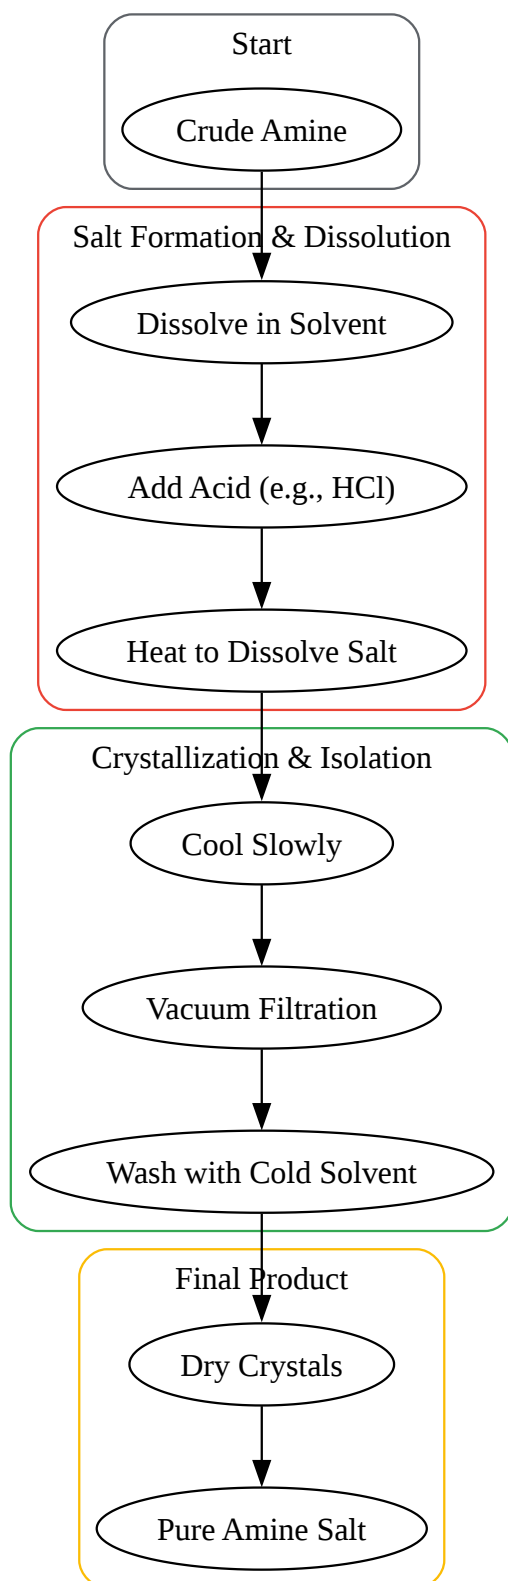 Start
Crude Amine
Salt Formation & Dissolution
Dissolve in Solvent
Add Acid (e.g., HCl)
Heat to Dissolve Salt
Crystallization & Isolation
Cool Slowly
Vacuum Filtration
Wash with Cold Solvent
Final Product
Dry Crystals
Pure Amine Salt